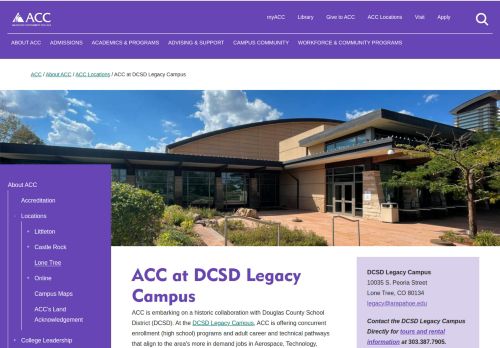 ACC
myACC
Library
Give to ACC
ACC Locations
Visit
Apply
ABOUT ACC
ADMISSIONS
ACADEMICS & PROGRAMS
ADVISING & SUPPORT
CAMPUS COMMUNITY
WORKFORCE & COMMUNITY PROGRAMS
ACC / About ACC / ACC Locations / ACC at DCSD Legacy Campus
About ACC
Accreditation
Locations
Littleton
Castle Rock
Lone Tree
Online
Campus Maps
ACC's Land
Acknowledgement
College Leadership
ACC at DCSD Legacy
Campus
ACC is embarking on a historic collaboration with Douglas County School
District (DCSD). At the DCSD Legacy Campus, ACC is offering concurrent
enrollment (high school) programs and adult career and technical pathways
that align to the area's more in demand jobs in Aerospace, Technology,
DCSD Legacy Campus
10035 S. Peoria Street
Lone Tree, CO 80134
legacy@arapahoe.edu
Contact the DCSD Legacy Campus
Directly for tours and rental
information at 303.387.7905.